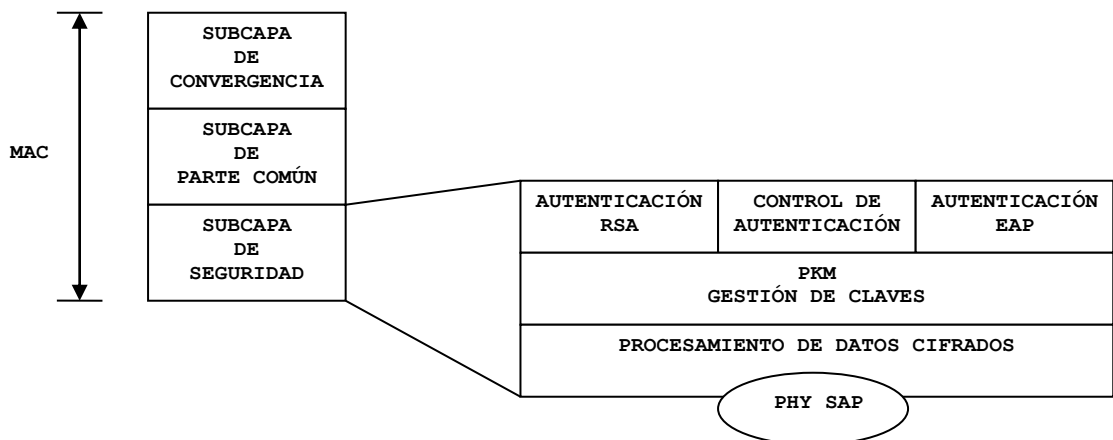 SUBCAPA
DE
CONVERGENCIA
MAC
SUBCAPA
DE
PARTE COMÚN
SUBCAPA
DE
SEGURIDAD
AUTENTICACIÓN
RSA
CONTROL DE
AUTENTICACIÓN
AUTENTICACIÓN
EAP
PKM
GESTIÓN DE CLAVES
PROCESAMIENTO DE DATOS CIFRADOS
PHY SAP